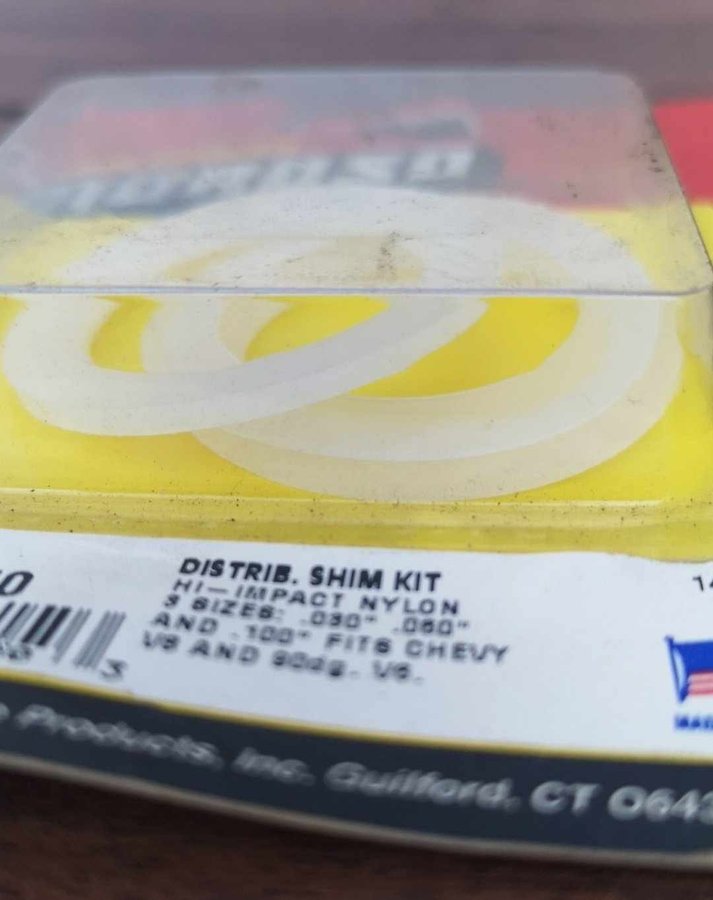 DISTRIB. SHIM KIT
HI-IMPACT NYLON
3 SIZES: .030" .060"
AND .100" FITS CHEVY
V8 AND 90dg. V6.
Products, Inc. Guilford, CT 0643